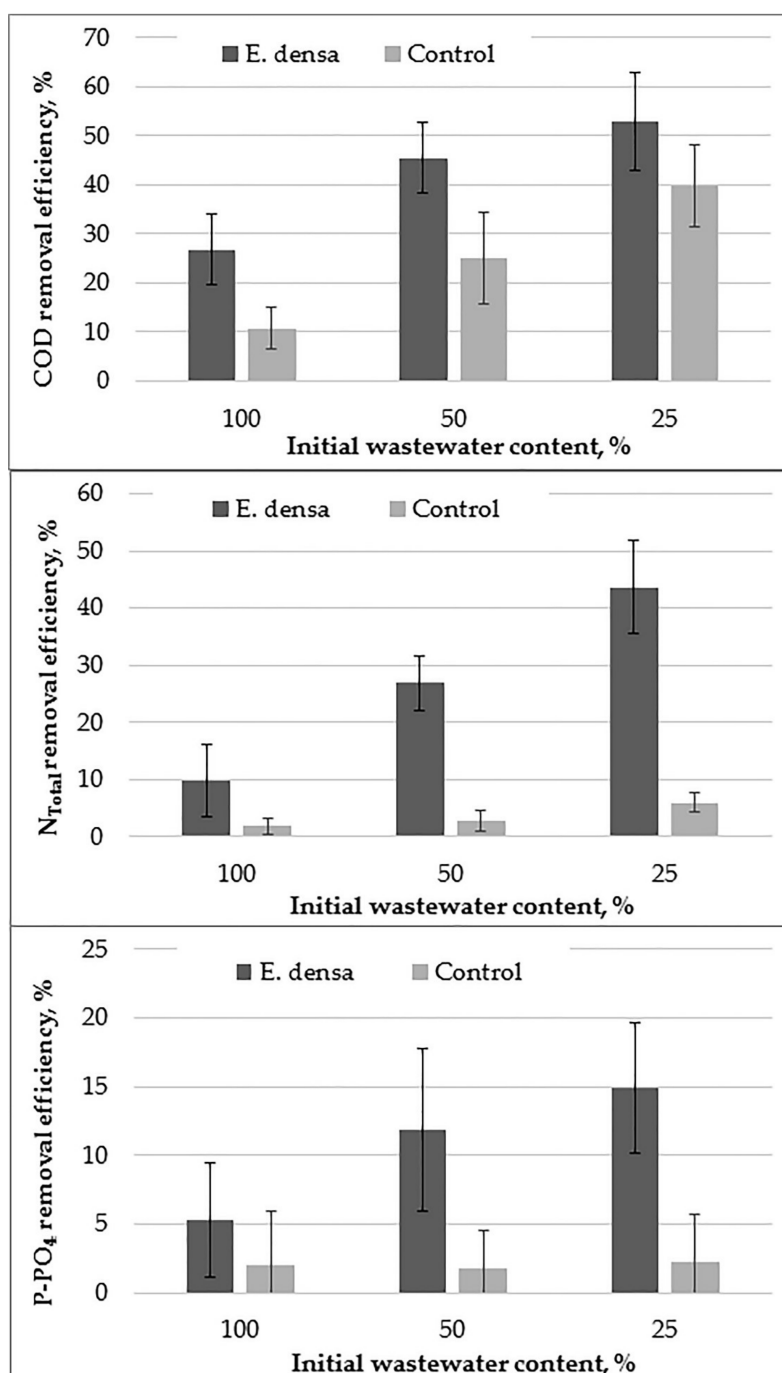 70
E. densa
Control
60
50
40
30
20
10
0
COD removal efficiency, %
100
50
25
Initial wastewater content, %
60
E. densa
Control
50
40
30
20
10
0
N_Total removal efficiency, %
100
50
25
Initial wastewater content, %
25
E. densa
Control
20
15
10
5
0
P-PO₄ removal efficiency, %
100
50
25
Initial wastewater content, %